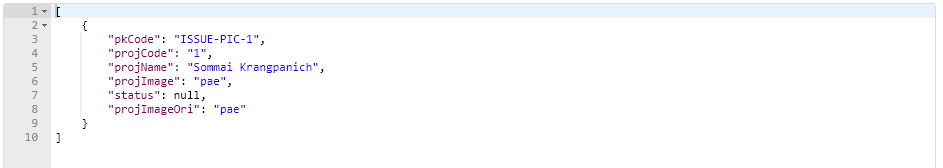 1 [
2 {
3 "pkCode": "ISSUE-PIC-1",
4 "projCode": "1",
5 "projName": "Sommai Krangpanich",
6 "projImage": "pae",
7 "status": null,
8 "projImageOri": "pae"
9 }
10 ]